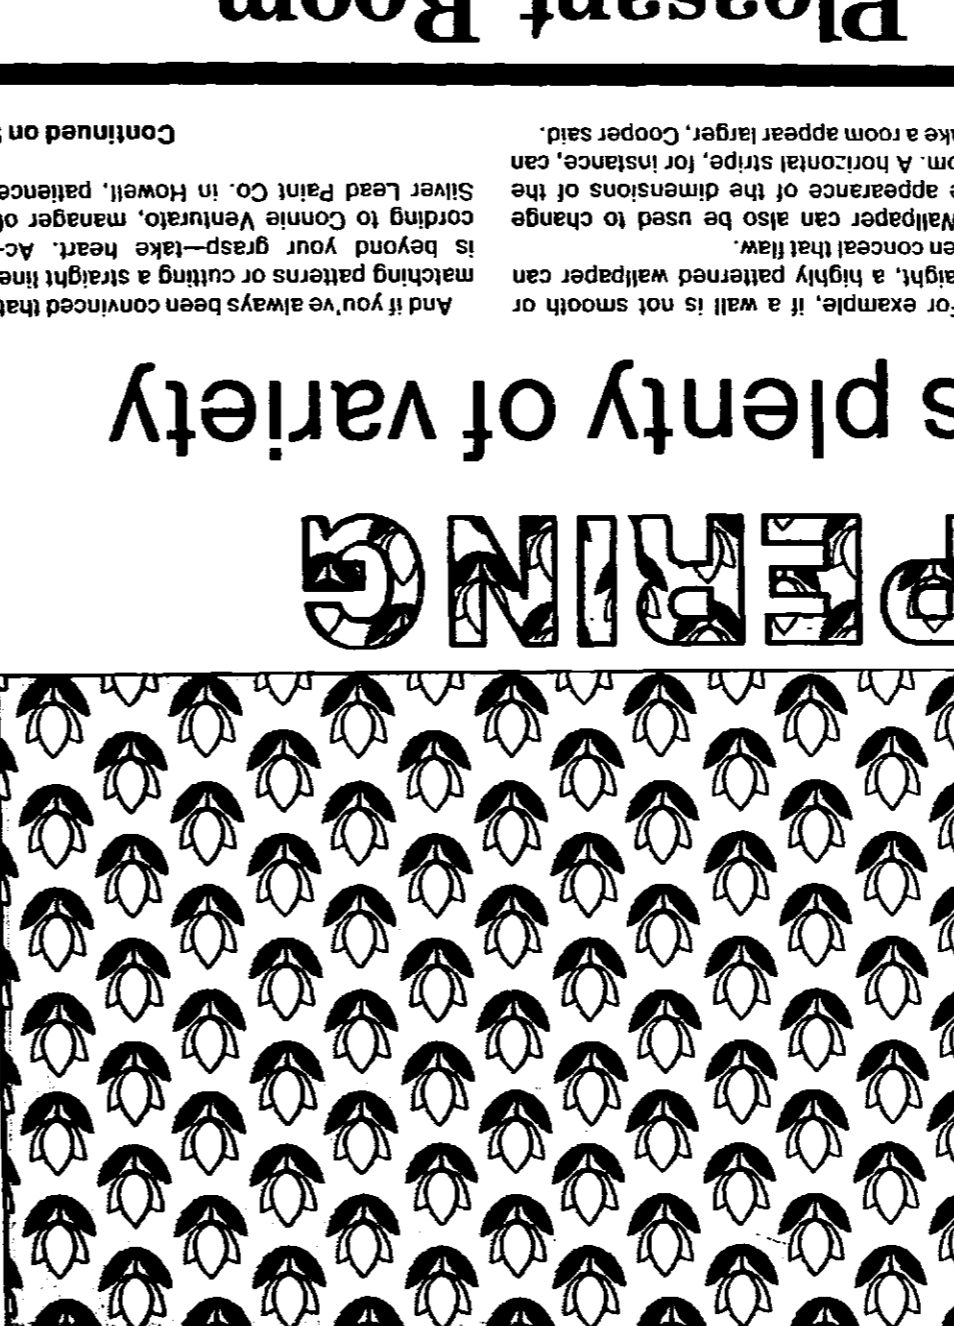 PERING
s plenty of variety
For example, if a wall is not smooth or
aight, a highly patterned wallpaper can
en conceal that flaw.
Wallpaper can also be used to change
e appearance of the dimensions of the
om. A horizontal stripe, for instance, can
ake a room appear larger, Cooper said.
And if you've always been convinced that
matching patterns or cutting a straight line
is beyond your grasp—take heart. Ac-
cording to Connie Venturato, manager of
Silver Lead Paint Co. in Howell, patience
Continued on
Pleasant Room